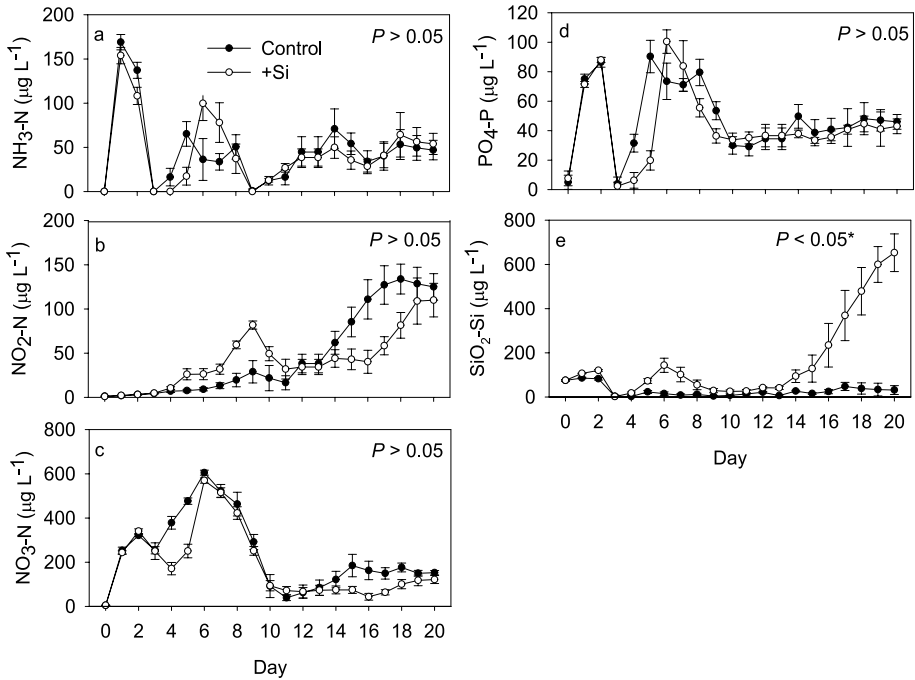 a
P > 0.05
Control
+Si
NH3-N (µg L−1)
200
150
100
50
0
b
P > 0.05
NO2-N (µg L−1)
200
150
100
50
0
c
P > 0.05
NO3-N (µg L−1)
800
600
400
200
0
0 2 4 6 8 10 12 14 16 18 20
Day
d
P > 0.05
PO4-P (µg L−1)
120
100
80
60
40
20
0
e
P < 0.05*
SiO2-Si (µg L−1)
800
600
400
200
0
0 2 4 6 8 10 12 14 16 18 20
Day